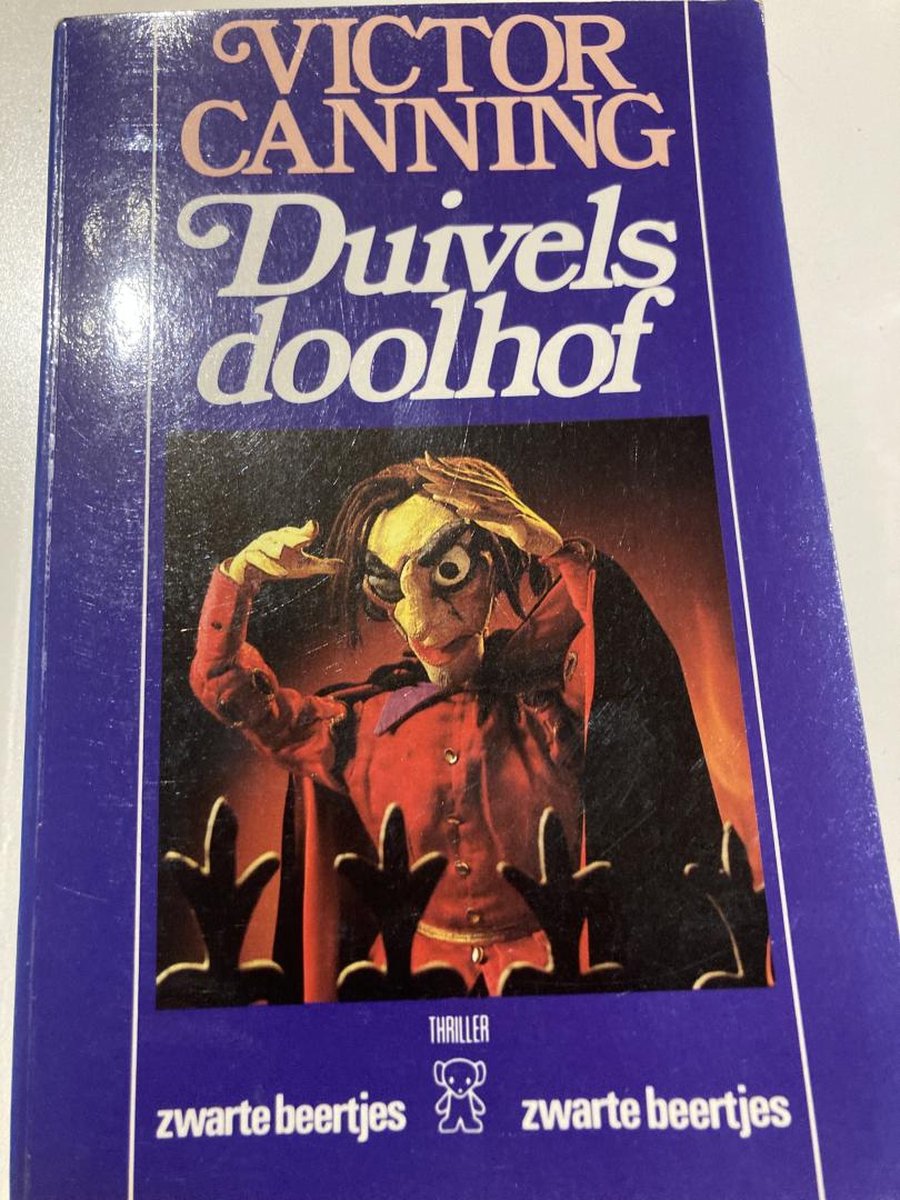 VICTOR
CANNING
Duivels
doolhof
THRILLER
zwarte beertjes zwarte beertjes